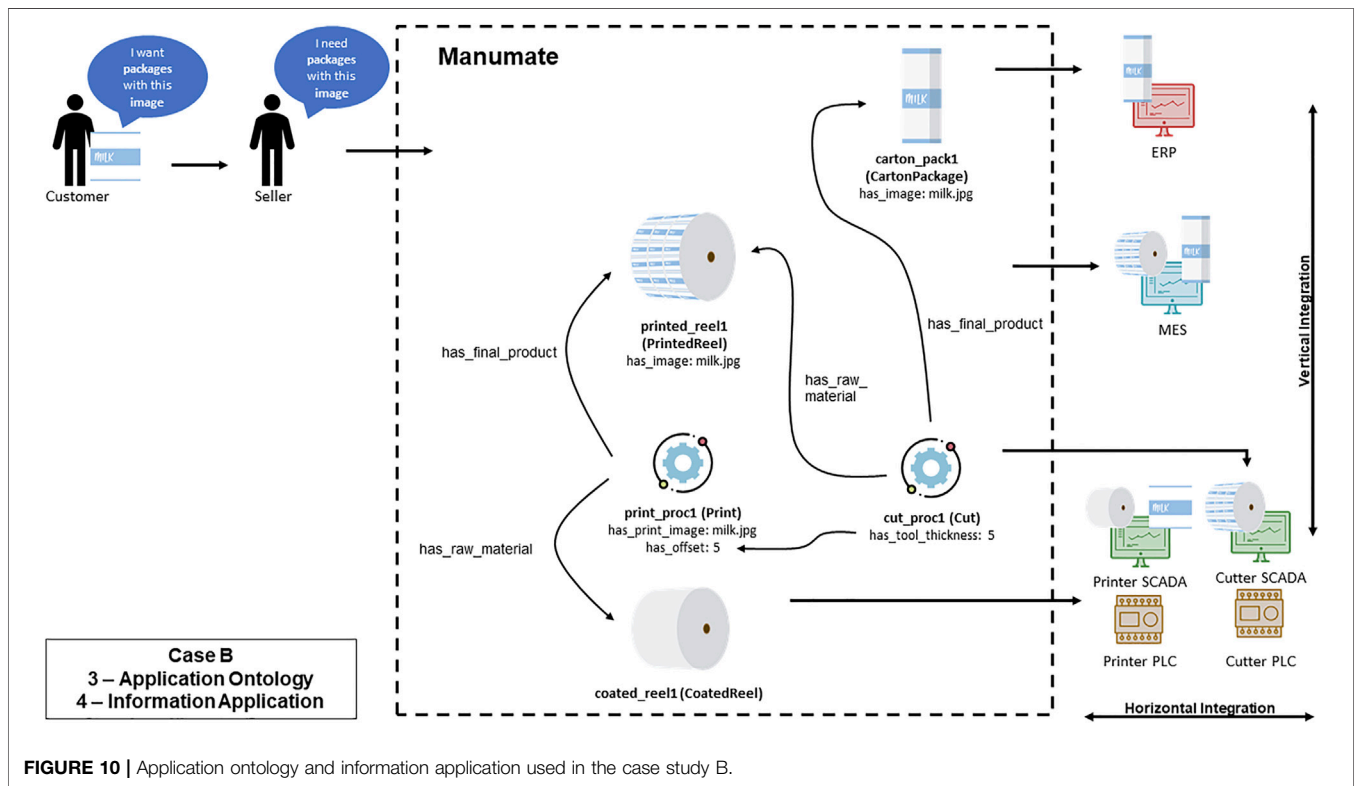 I want
packages
with this
image
I need
packages
with this
image
MILK
Customer
Seller
Manumate
MILK
carton_pack1
(CartonPackage)
has_image: milk.jpg
MILK
ERP
printed_reel1
(PrintedReel)
has_image: milk.jpg
has_final_product
has_final_product
has_raw_
material
MES
Vertical Integration
print_proc1 (Print)
has_print_image: milk.jpg
has_offset: 5
cut_proc1 (Cut)
has_tool_thickness: 5
has_raw_material
MILK
Printer SCADA
Cutter SCADA
Printer PLC
Cutter PLC
coated_reel1 (CoatedReel)
Case B
3 – Application Ontology
4 – Information Application
Horizontal Integration
FIGURE 10 | Application ontology and information application used in the case study B.